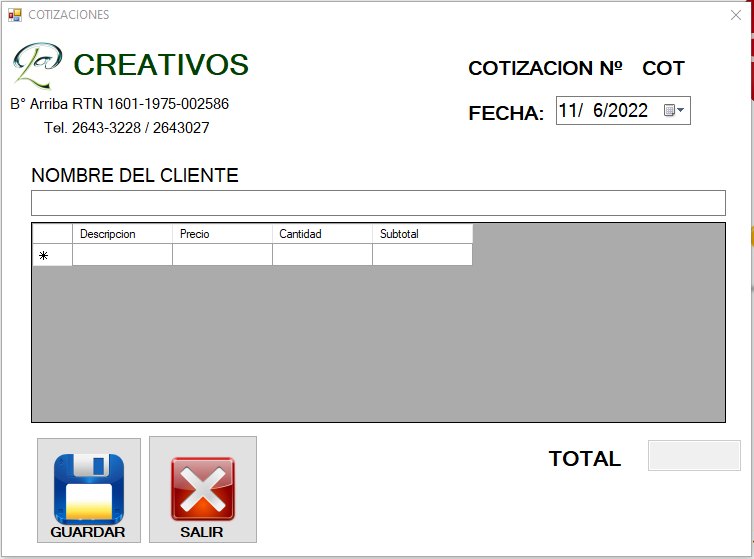 COTIZACIONES
CREATIVOS
B° Arriba RTN 1601-1975-002586
Tel. 2643-3228 / 2643027
COTIZACION Nº COT
FECHA: 11/ 6/2022
NOMBRE DEL CLIENTE
Descripcion Precio Cantidad Subtotal
GUARDAR
SALIR
TOTAL